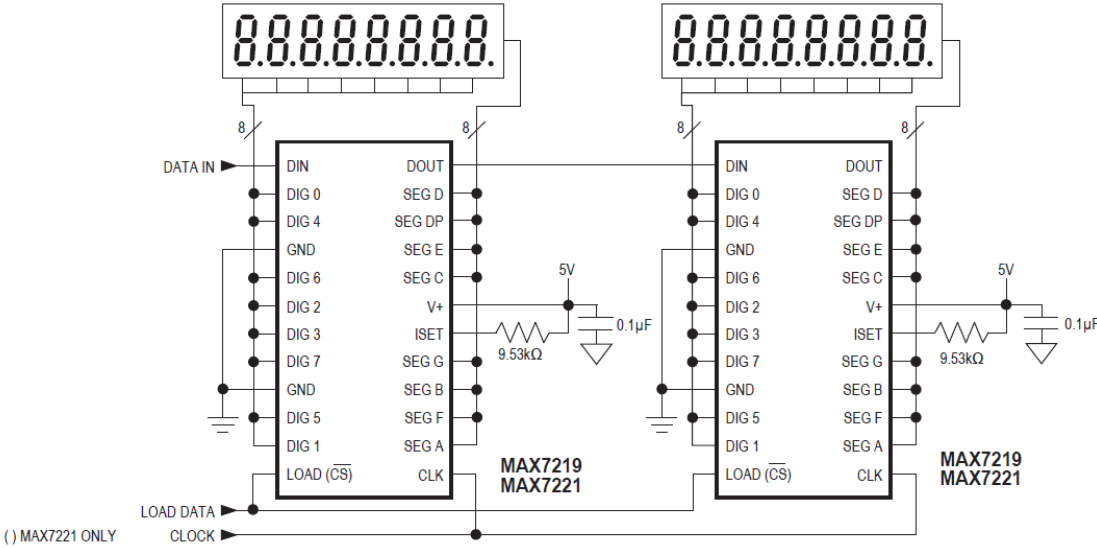 8.8.8.8.8.8.8.8.
8.8.8.8.8.8.8.8.
8 8 8 8
DATA IN DIN DOUT DIN DOUT
DIG 0 SEG D DIG 0 SEG D
DIG 4 SEG DP DIG 4 SEG DP
GND SEG E GND SEG E
DIG 6 SEG C 5V DIG 6 SEG C 5V
DIG 2 V+ DIG 2 V+
0.1μF 0.1μF
DIG 3 ISET DIG 3 ISET
9.53kΩ 9.53kΩ
DIG 7 SEG G DIG 7 SEG G
GND SEG B GND SEG B
DIG 5 SEG F DIG 5 SEG F
DIG 1 SEG A DIG 1 SEG A
MAX7219 MAX7219
LOAD (C̅S̅) CLK LOAD (C̅S̅) CLK
MAX7221 MAX7221
LOAD DATA
( ) MAX7221 ONLY CLOCK